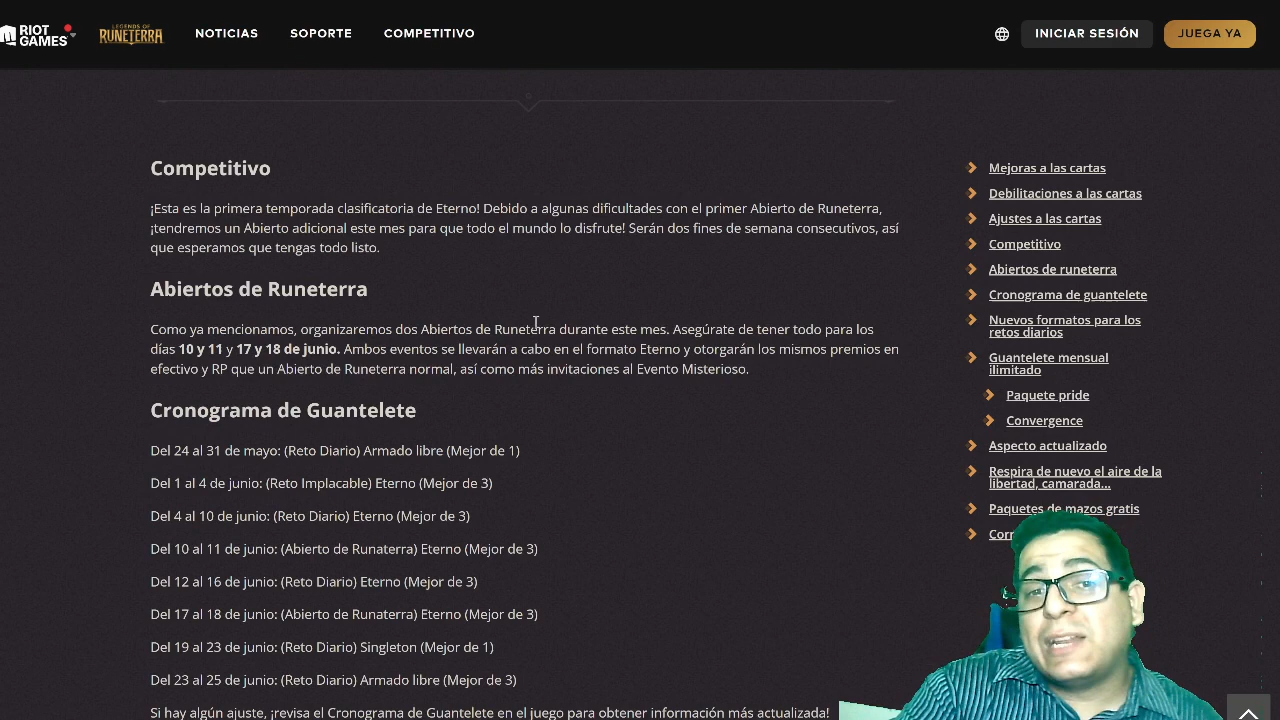 RIOT GAMES
LEGENDS OF
RUNETERRA
NOTICIAS
SOPORTE
COMPETITIVO
INICIAR SESIÓN
JUEGA YA
Competitivo
¡Esta es la primera temporada clasificatoria de Eterno! Debido a algunas dificultades con el primer Abierto de Runeterra,
¡tendremos un Abierto adicional este mes para que todo el mundo lo disfrute! Serán dos fines de semana consecutivos, así
que esperamos que tengas todo listo.
Abiertos de Runeterra
Como ya mencionamos, organizaremos dos Abiertos de Runeterra durante este mes. Asegúrate de tener todo para los
días 10 y 11 y 17 y 18 de junio. Ambos eventos se llevarán a cabo en el formato Eterno y otorgarán los mismos premios en
efectivo y RP que un Abierto de Runeterra normal, así como más invitaciones al Evento Misterioso.
Cronograma de Guantelete
Del 24 al 31 de mayo: (Reto Diario) Armado libre (Mejor de 1)
Del 1 al 4 de junio: (Reto Implacable) Eterno (Mejor de 3)
Del 4 al 10 de junio: (Reto Diario) Eterno (Mejor de 3)
Del 10 al 11 de junio: (Abierto de Runaterra) Eterno (Mejor de 3)
Del 12 al 16 de junio: (Reto Diario) Eterno (Mejor de 3)
Del 17 al 18 de junio: (Abierto de Runaterra) Eterno (Mejor de 3)
Del 19 al 23 de junio: (Reto Diario) Singleton (Mejor de 1)
Del 23 al 25 de junio: (Reto Diario) Armado libre (Mejor de 3)
Si hay algún ajuste, ¡revisa el Cronograma de Guantelete en el juego para obtener información más actualizada!
Mejoras a las cartas
Debilitaciones a las cartas
Ajustes a las cartas
Competitivo
Abiertos de runeterra
Cronograma de guantelete
Nuevos formatos para los
retos diarios
Guantelete mensual
ilimitado
Paquete pride
Convergence
Aspecto actualizado
Respira de nuevo el aire de la
libertad, camarada...
Paquetes de mazos gratis